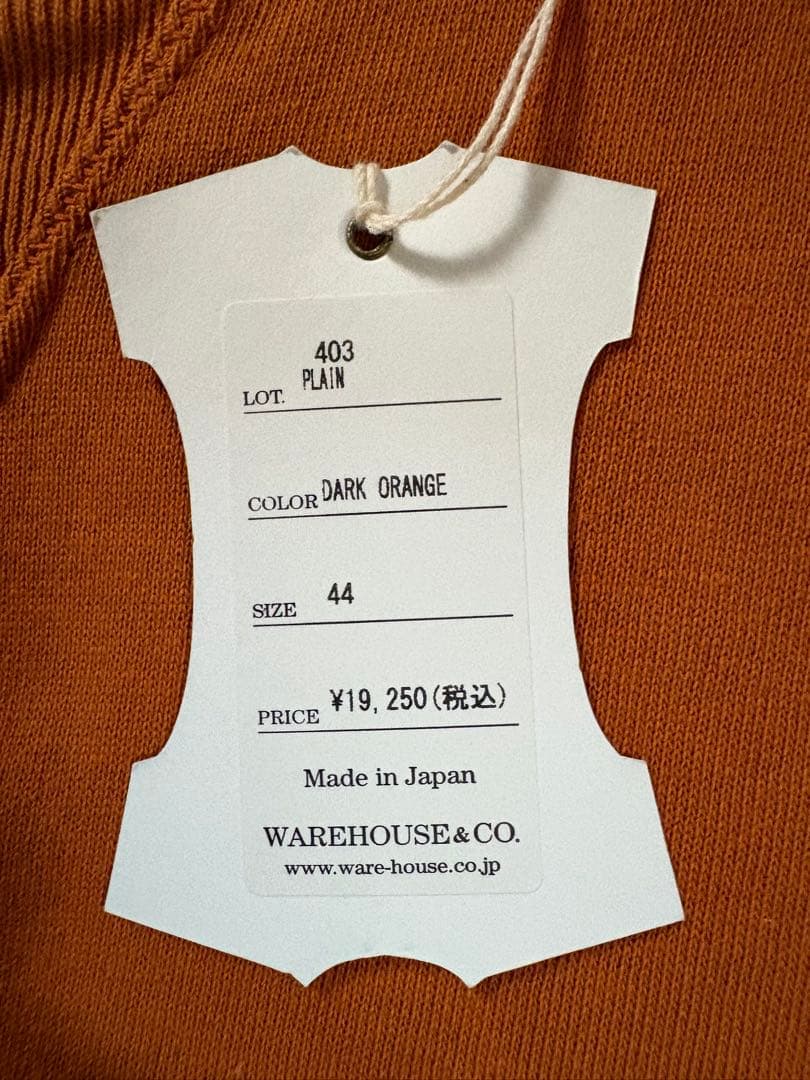 403
LOT. PLAIN
COLOR DARK ORANGE
SIZE 44
PRICE ¥19,250(税込)
Made in Japan
WAREHOUSE & CO.
www.ware-house.co.jp